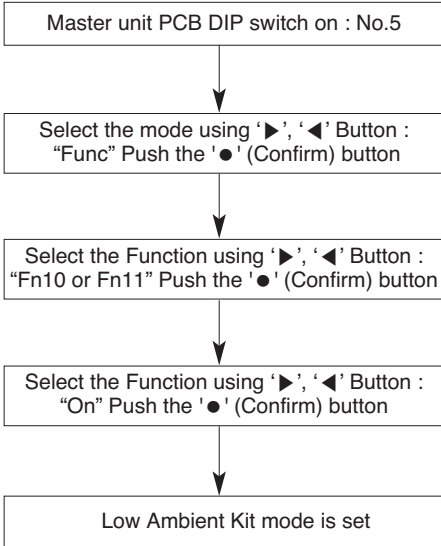 Master unit PCB DIP switch on : No.5
Select the mode using ‘▶’, ‘◀’ Button :
“Func” Push the '●' (Confirm) button
Select the Function using ‘▶’, ‘◀’ Button :
“Fn10 or Fn11” Push the '●' (Confirm) button
Select the Function using ‘▶’, ‘◀’ Button :
“On” Push the '●' (Confirm) button
Low Ambient Kit mode is set